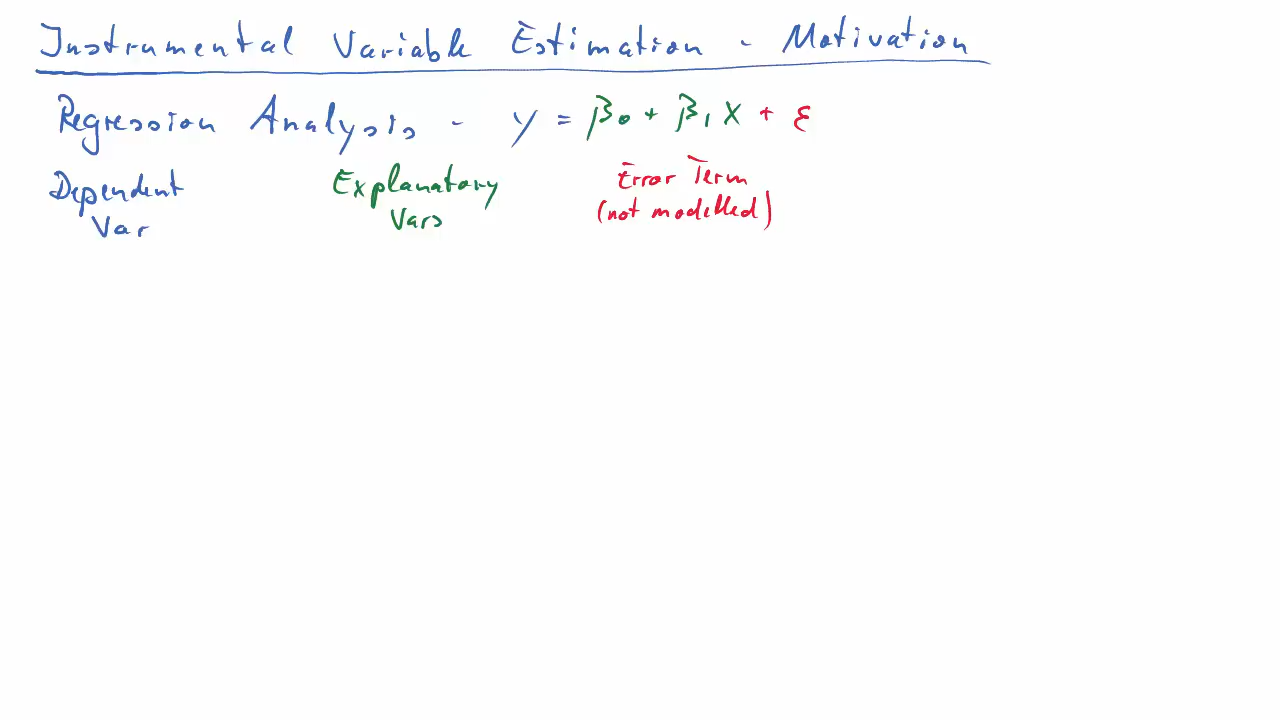 Instrumental Variable Estimation - Motivation
Regression Analysis - y = β₀ + β₁ x + ε
Dependent Var
Explanatory Vars
Error Term (not modelled)